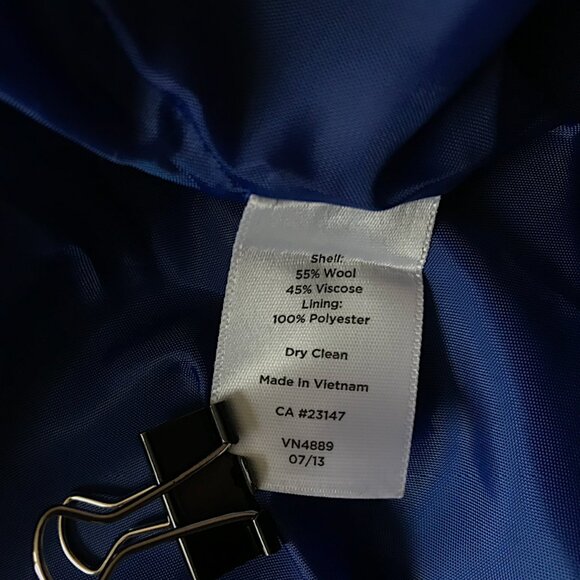 Shell:
55% Wool
45% Viscose
Lining:
100% Polyester
Dry Clean
Made In Vietnam
CA #23147
VN4889
07/13